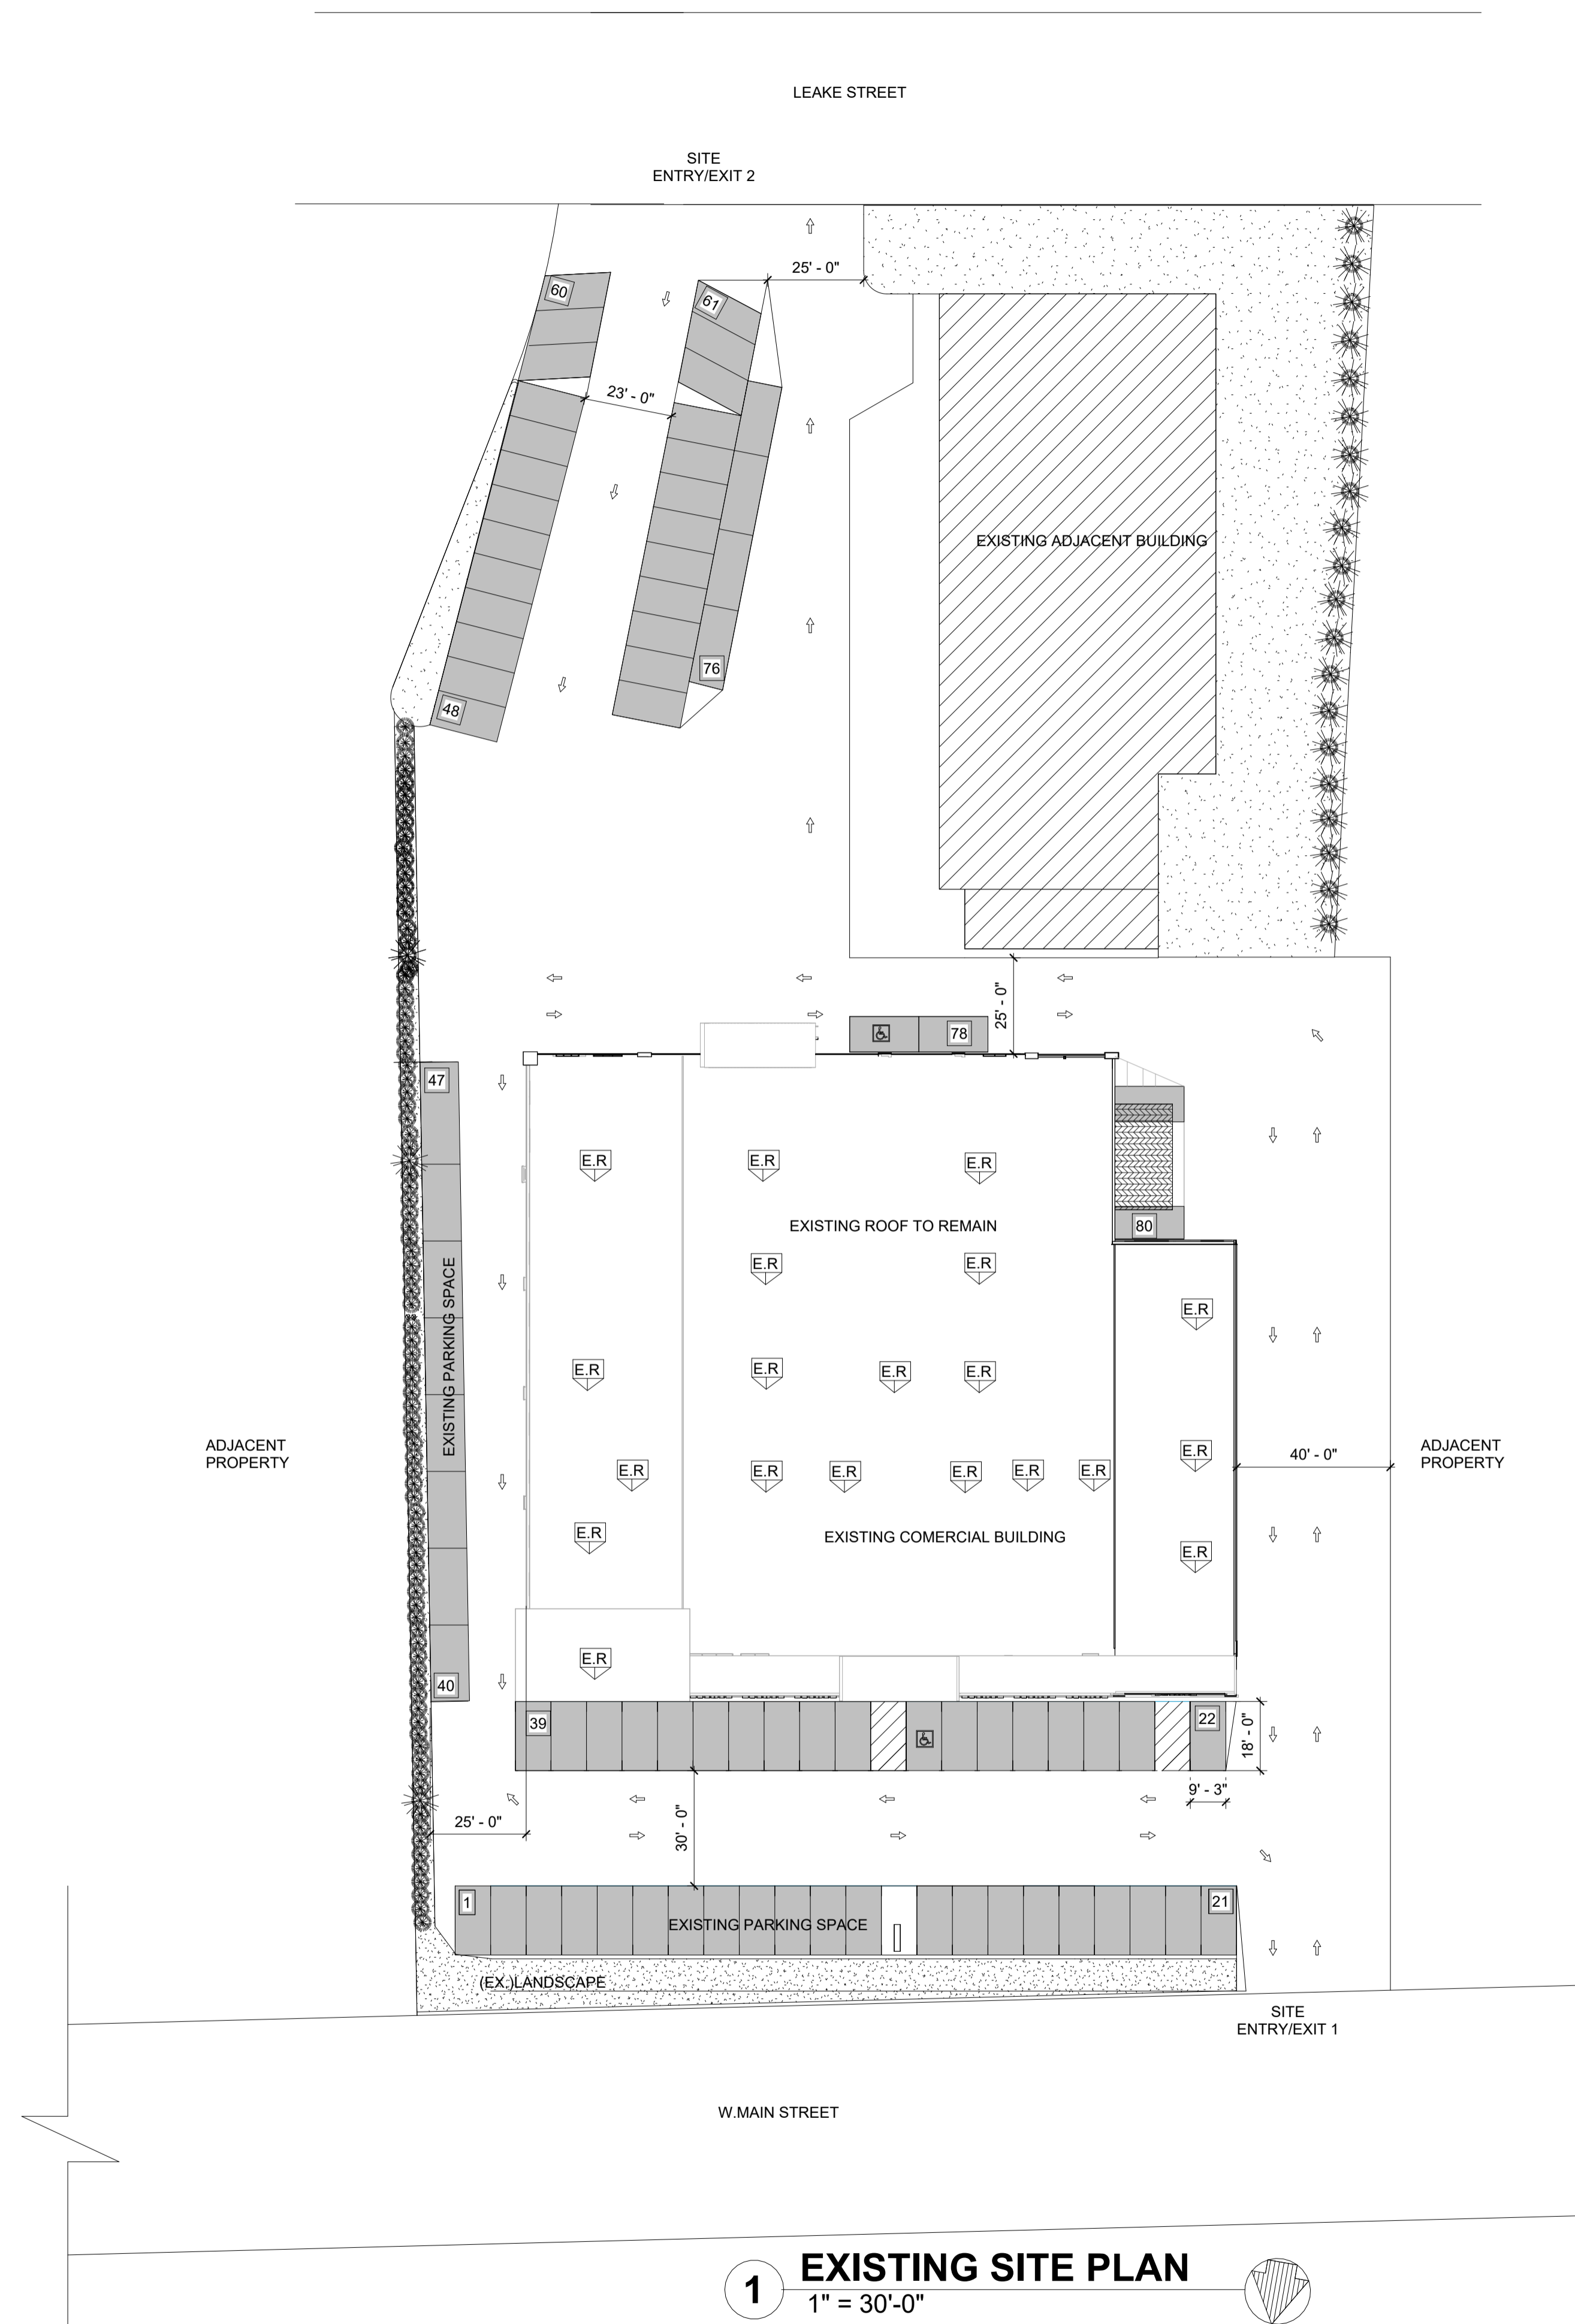 LEAKE STREET
SITE
ENTRY/EXIT 2
25' - 0"
60
61
23' - 0"
EXISTING ADJACENT BUILDING
76
48
25' - 0"
78
47
E.R
E.R
E.R
80
EXISTING ROOF TO REMAIN
E.R
E.R
E.R
EXISTING PARKING SPACE
E.R
E.R
E.R
E.R
ADJACENT
PROPERTY
E.R
40' - 0"
ADJACENT
PROPERTY
E.R
E.R
E.R
E.R
E.R
E.R
E.R
EXISTING COMERCIAL BUILDING
E.R
E.R
40
39
22
18' - 0"
9' - 3"
25' - 0"
30' - 0"
1
21
EXISTING PARKING SPACE
(EX.)LANDSCAPE
SITE
ENTRY/EXIT 1
W.MAIN STREET
1
EXISTING SITE PLAN
1" = 30'-0"